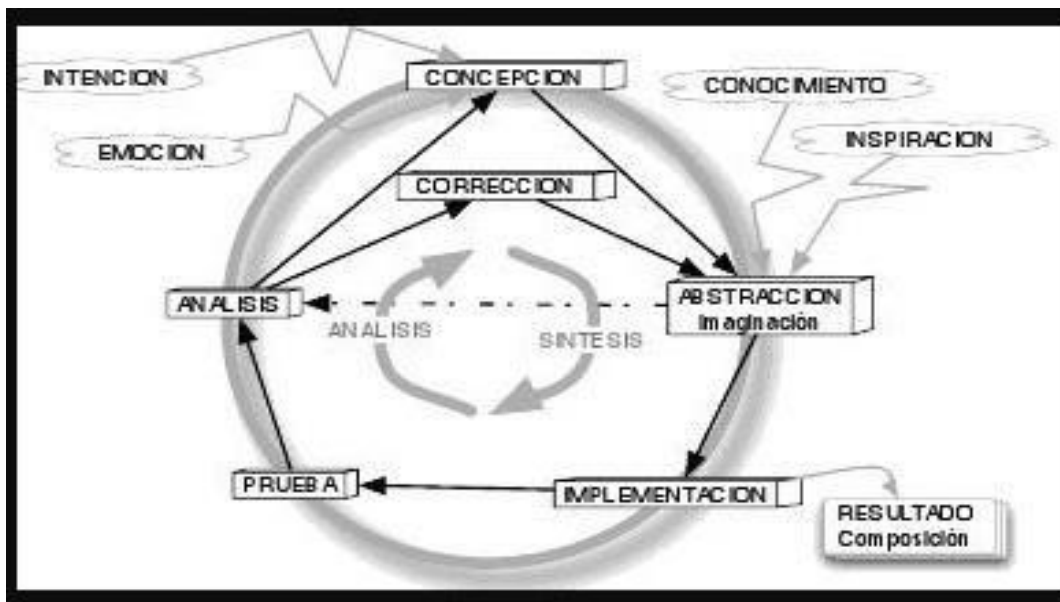 INTENCION
CONCEPCION
CONOCIMIENTO
EMOCION
INSPIRACION
CORRECCION
ANALISIS
ABSTRACCION
Imaginación
ANALISIS
SINTESIS
PRUEBA
IMPLEMENTACION
RESULTADO
Composición